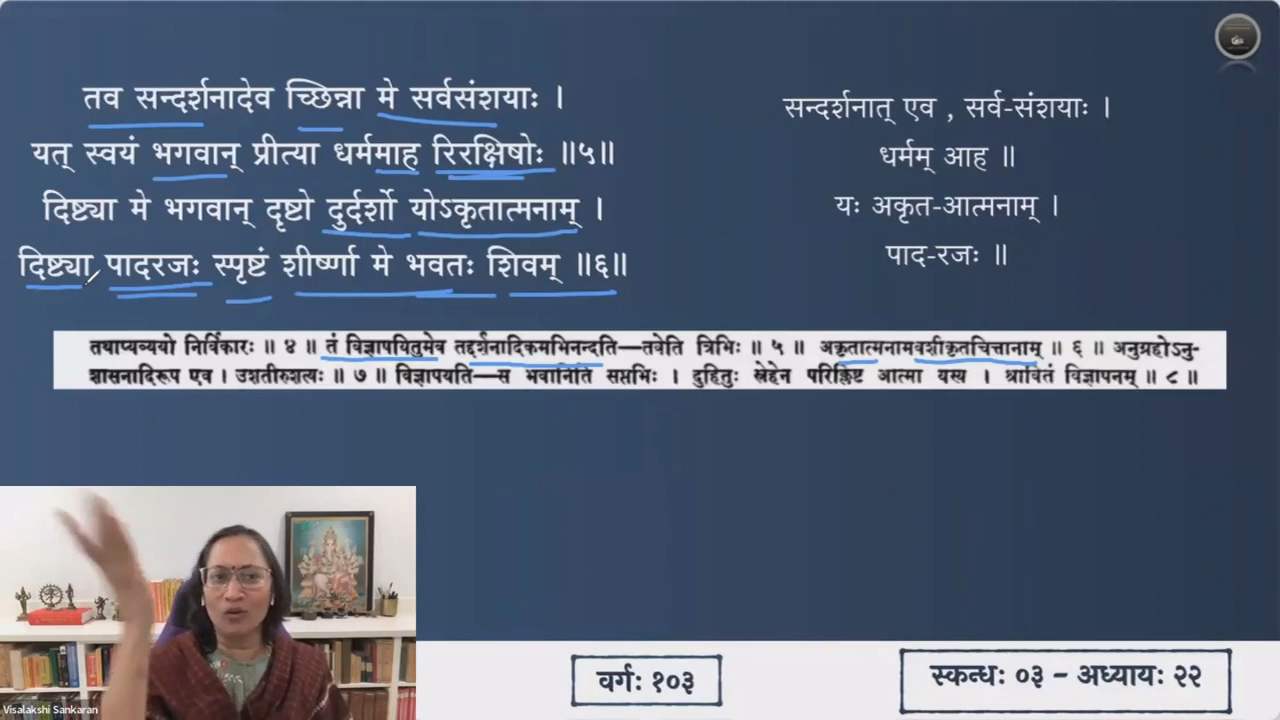 तव सन्दर्शनादेव च्छिन्ना मे सर्वसंशयाः ।
यत् स्वयं भगवान् प्रीत्या धर्ममाह रिरक्षिषोः ॥५॥
दिष्ट्या मे भगवान् दृष्टो दुर्दर्शो योऽकृतात्मनाम् ।
दिष्ट्या पादरजः स्पृष्टं शीर्ष्णा मे भवतः शिवम् ॥६॥
सन्दर्शनात् एव , सर्व-संशयाः ।
धर्मम् आह ॥
यः अकृत-आत्मनाम् ।
पाद-रजः ॥
तथाप्यव्ययो निर्विकारः ॥ ४ ॥ तं विज्ञापयितुमेव तद्दर्शनादिकमभिनन्दति—तवेति त्रिभिः ॥ ५ ॥ अकृतात्मनामवशीकृतचित्तानाम् ॥ ६ ॥ अनुग्रहोऽनु-
शासनादिरूप एव । उशतीरुशत्यः ॥ ७ ॥ विज्ञापयति—स भवानिति सप्तभिः । दुहितुः स्नेहेन परिक्लिष्ट आत्मा यस्य । श्रावितं विज्ञापनम् ॥ ८ ॥
Visalakshi Sankaran
वर्गः १०३
स्कन्धः ०३ – अध्यायः २२